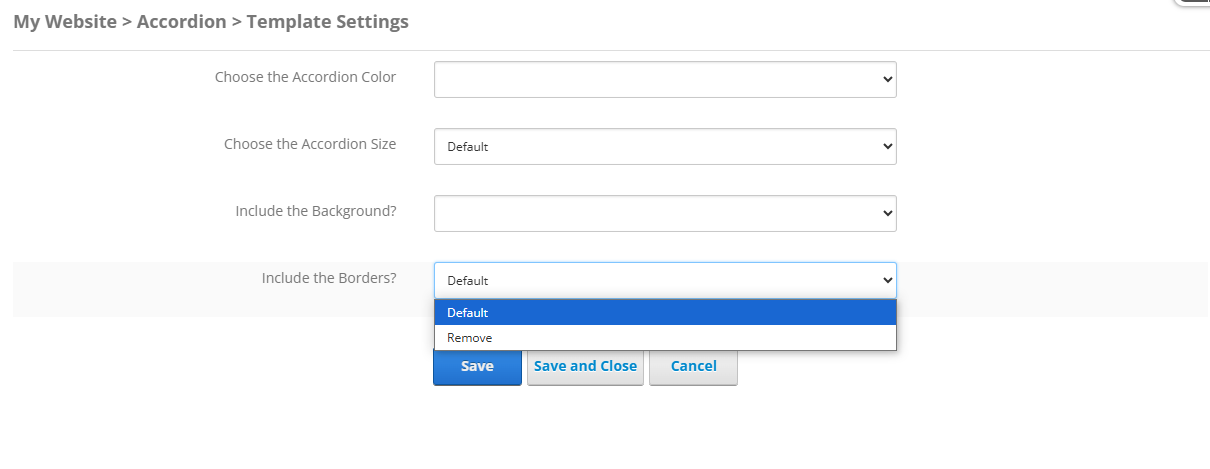 My Website > Accordion > Template Settings
Choose the Accordion Color
Choose the Accordion Size
Default
Include the Background?
Include the Borders?
Default
Default
Remove
Save
Save and Close
Cancel